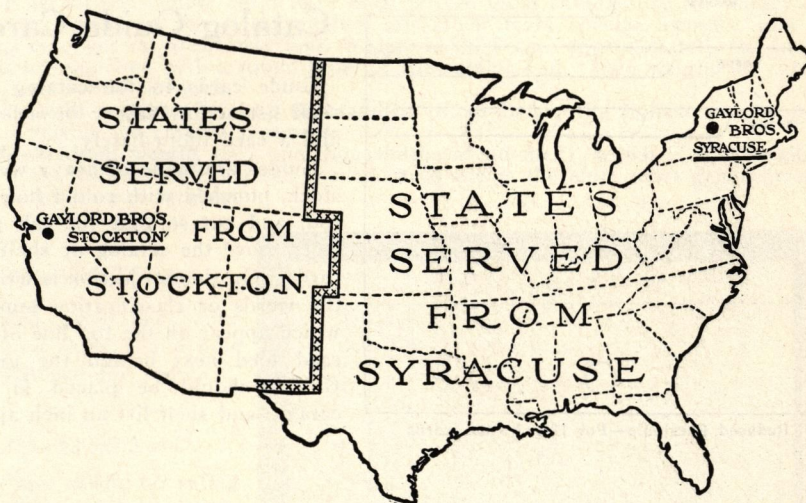 STATES
SERVED
FROM
STOCKTON.
GAYLORD BROS.
STOCKTON
STATES
SERVED
FROM
SYRACUSE
GAYLORD
BROS.
SYRACUSE